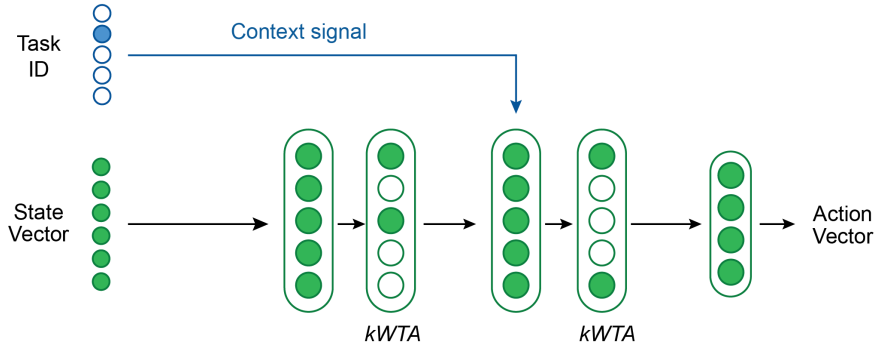 Context signal
Task
ID
State
Vector
Action
Vector
kWTA
kWTA